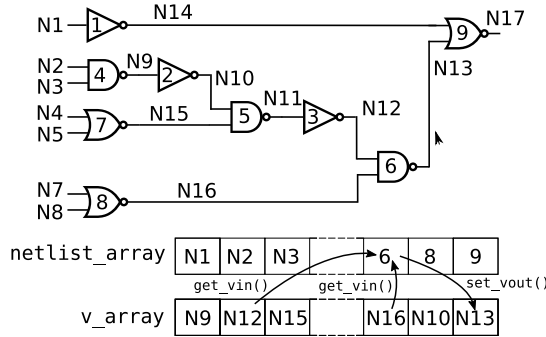 N1 1 N14 9 N17
N2 N3 4 N9 2 N10 N13
N4 N5 7 N15 5 N11 3 N12
6
N7 N8 8 N16
netlist_array N1 N2 N3 6 8 9
get_vin() get_vin() set_vout()
v_array N9 N12 N15 N16 N10 N13